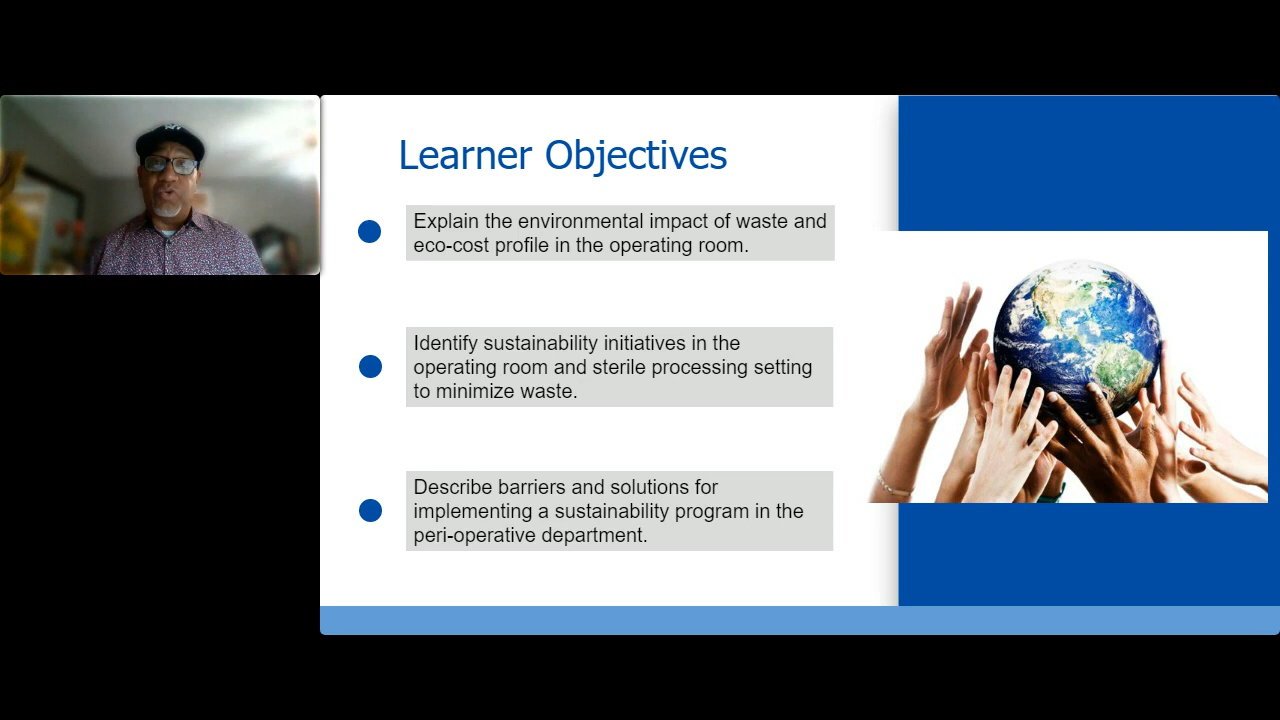 Learner Objectives
Explain the environmental impact of waste and
eco-cost profile in the operating room.
Identify sustainability initiatives in the
operating room and sterile processing setting
to minimize waste.
Describe barriers and solutions for
implementing a sustainability program in the
peri-operative department.